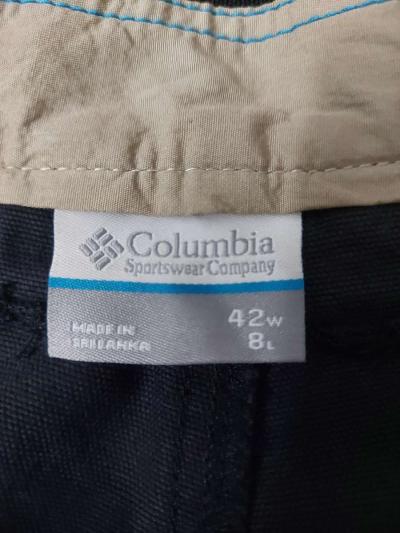 Columbia
Sportswear Company
42W
MADE IN
SRI LANKA
8L